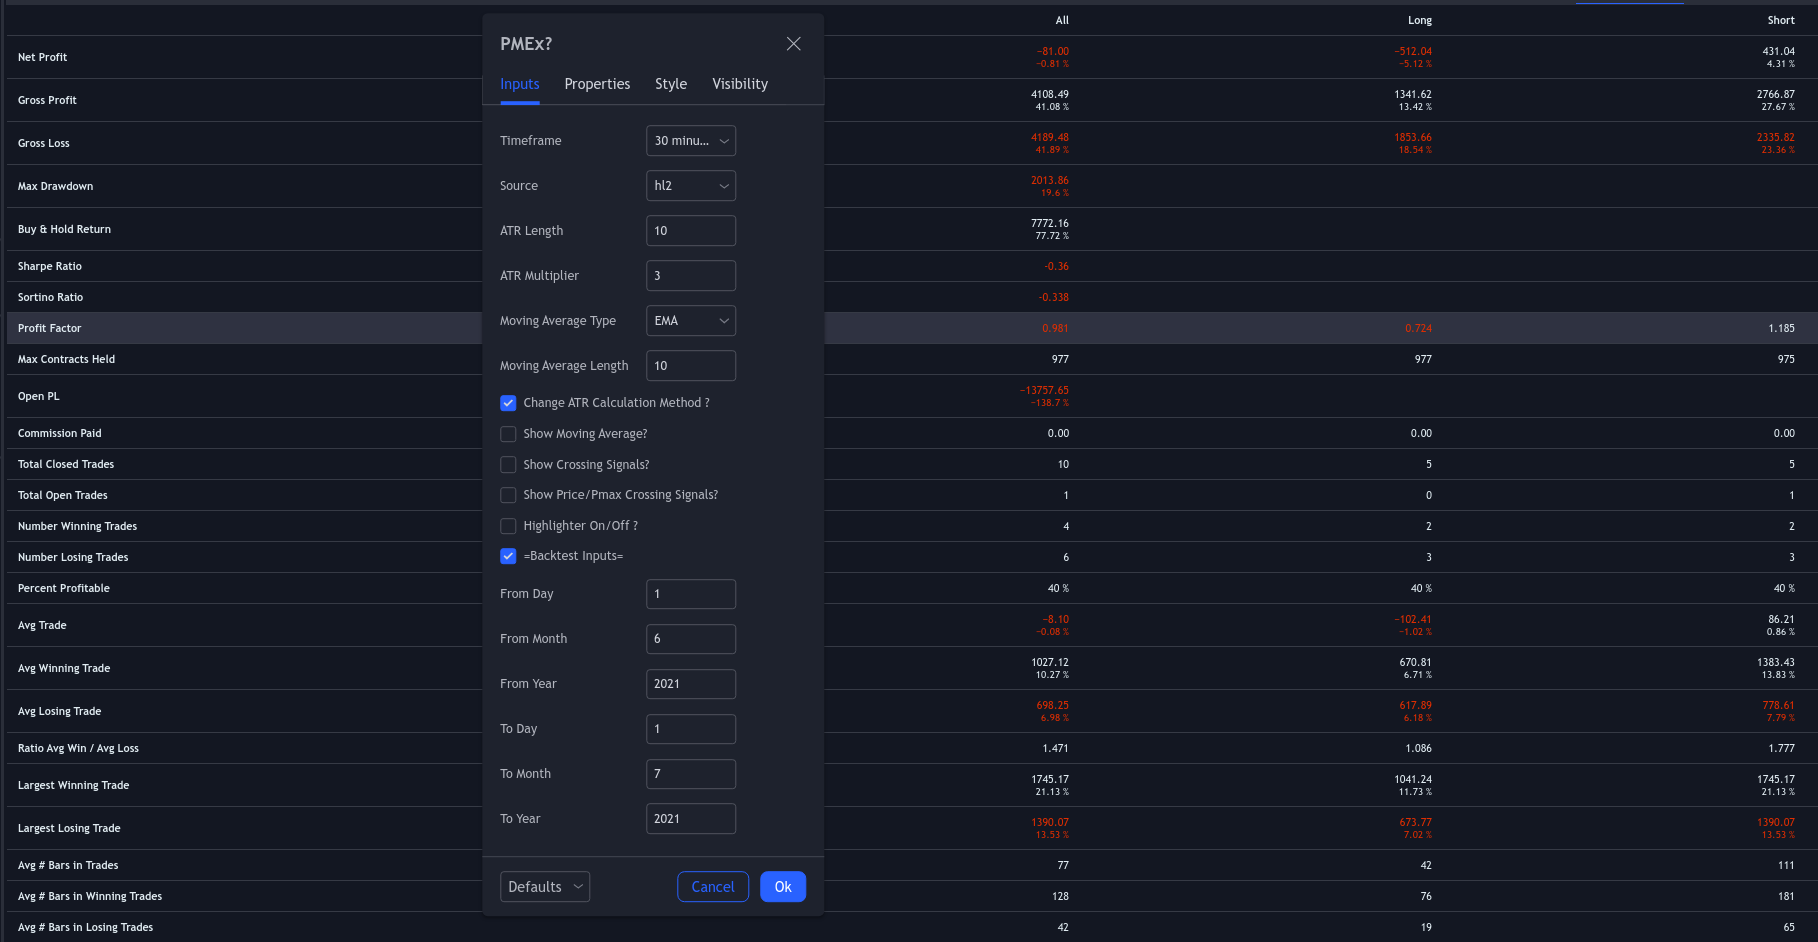 All Long Short
Net Profit −81.00 −512.04 431.04
−0.81 % −5.12 % 4.31 %
Gross Profit 4108.49 1341.62 2766.87
41.08 % 13.42 % 27.67 %
Gross Loss 4189.48 1853.66 2335.82
41.89 % 18.54 % 23.36 %
Max Drawdown 2013.86
19.6 %
Buy & Hold Return 7772.16
77.72 %
Sharpe Ratio -0.36
Sortino Ratio -0.338
Profit Factor 0.981 0.724 1.185
Max Contracts Held 977 977 975
Open PL −13757.65
−138.7 %
Commission Paid 0.00 0.00 0.00
Total Closed Trades 10 5 5
Total Open Trades 1 0 1
Number Winning Trades 4 2 2
Number Losing Trades 6 3 3
Percent Profitable 40 % 40 % 40 %
Avg Trade −8.10 −102.41 86.21
−0.08 % −1.02 % 0.86 %
Avg Winning Trade 1027.12 670.81 1383.43
10.27 % 6.71 % 13.83 %
Avg Losing Trade 698.25 617.89 778.61
6.98 % 6.18 % 7.79 %
Ratio Avg Win / Avg Loss 1.471 1.086 1.777
Largest Winning Trade 1745.17 1041.24 1745.17
21.13 % 11.73 % 21.13 %
Largest Losing Trade 1390.07 673.77 1390.07
13.53 % 7.02 % 13.53 %
Avg # Bars in Trades 77 42 111
Avg # Bars in Winning Trades 128 76 181
Avg # Bars in Losing Trades 42 19 65
PMEx?
Inputs Properties Style Visibility
Timeframe 30 minu...
Source hl2
ATR Length 10
ATR Multiplier 3
Moving Average Type EMA
Moving Average Length 10
Change ATR Calculation Method ?
Show Moving Average?
Show Crossing Signals?
Show Price/Pmax Crossing Signals?
Highlighter On/Off ?
=Backtest Inputs=
From Day 1
From Month 6
From Year 2021
To Day 1
To Month 7
To Year 2021
Defaults Cancel Ok